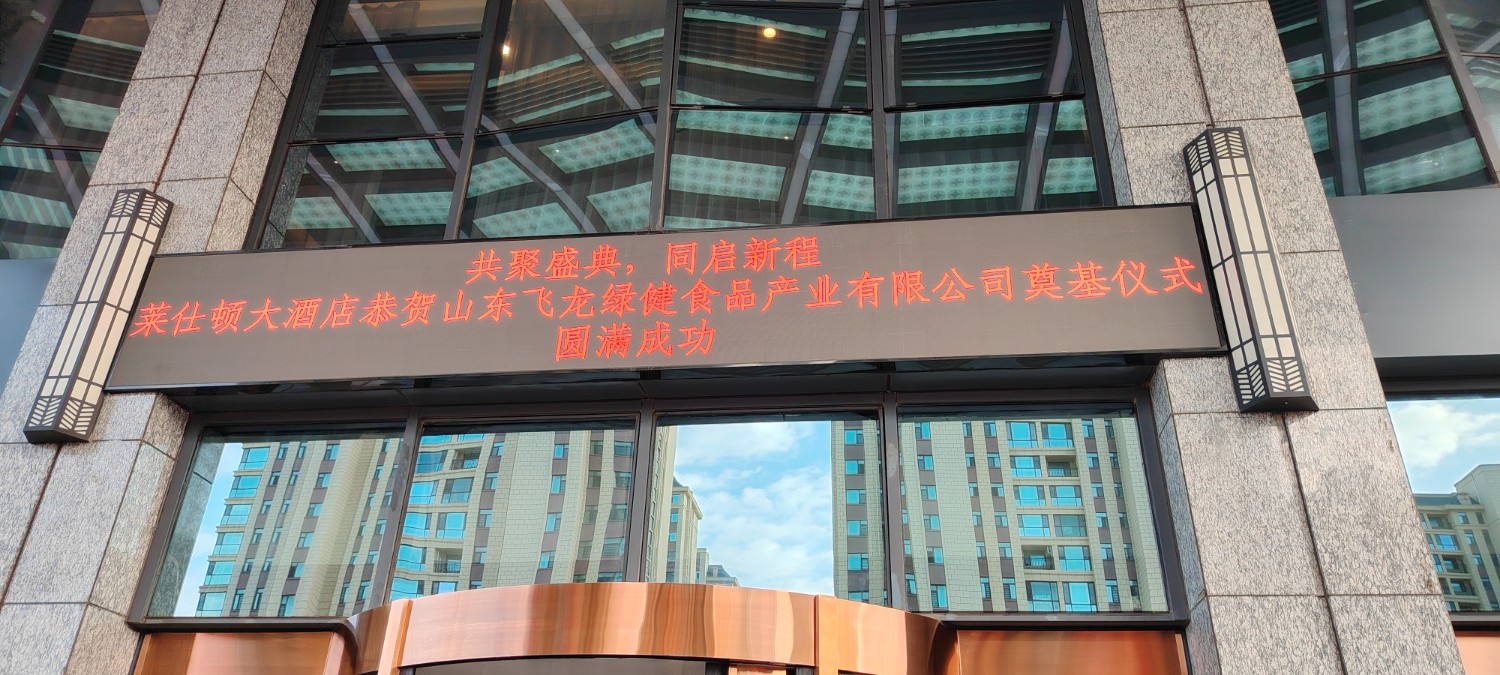 共聚盛典，同启新程
莱仕顿大酒店恭贺山东飞龙绿健食品产业有限公司奠基仪式
圆满成功